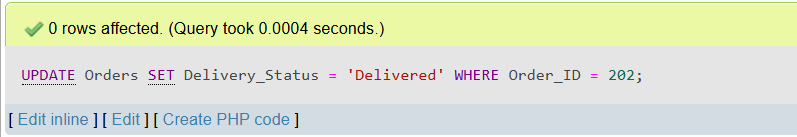 0 rows affected. (Query took 0.0004 seconds.)
UPDATE Orders SET Delivery_Status = 'Delivered' WHERE Order_ID = 202;
[ Edit inline ] [ Edit ] [ Create PHP code ]